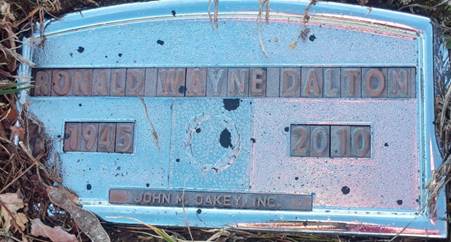 RONALD WAYNE DALTON
1945 2010
JOHN M. OAKEY, INC.